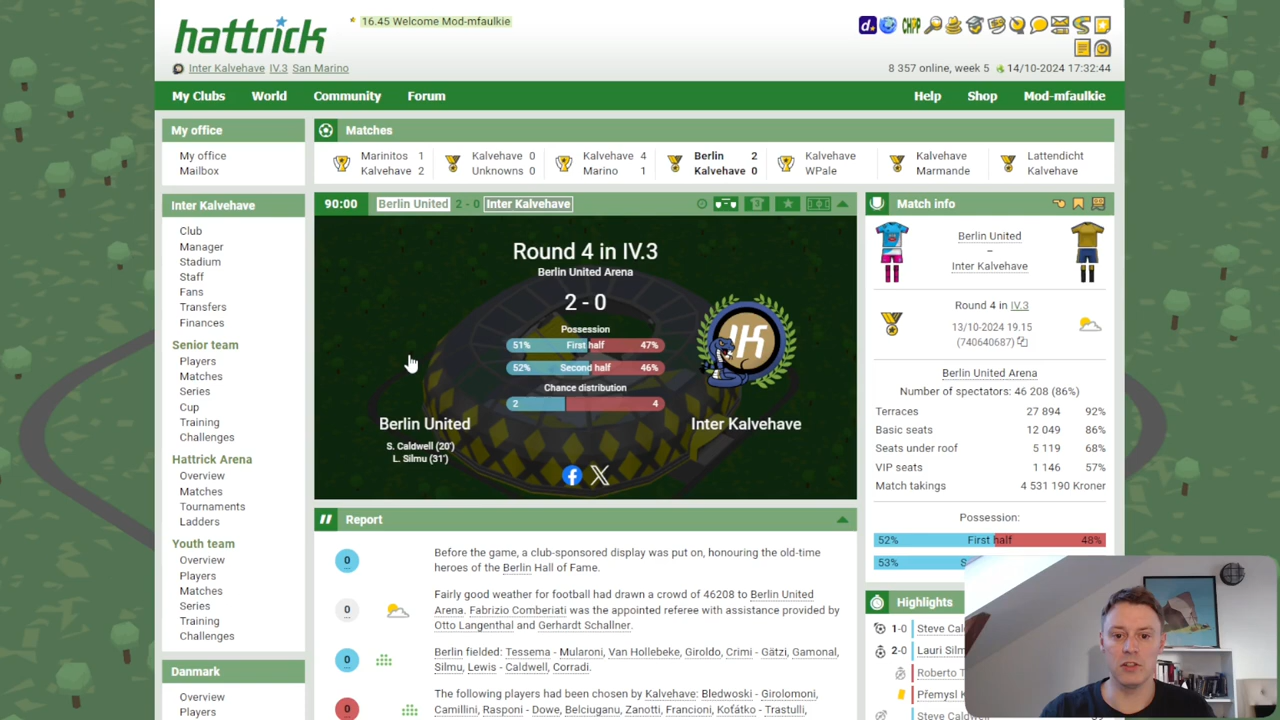 hattrick
16.45 Welcome Mod-mfaulkie
CHPP
Inter Kalvehave IV.3 San Marino
8 357 online, week 5 14/10-2024 17:32:44
My Clubs World Community Forum Help Shop Mod-mfaulkie
My office
My office
Mailbox
Inter Kalvehave
Club
Manager
Stadium
Staff
Fans
Transfers
Finances
Senior team
Players
Matches
Series
Cup
Training
Challenges
Hattrick Arena
Overview
Matches
Tournaments
Ladders
Youth team
Overview
Players
Matches
Series
Training
Challenges
Danmark
Overview
Players
Matches
Marinitos 1
Kalvehave 2
Kalvehave 0
Unknowns 0
Kalvehave 4
Marino 1
Berlin 2
Kalvehave 0
Kalvehave
WPale
Kalvehave
Marmande
Lattendicht
Kalvehave
90:00 Berlin United 2 - 0 Inter Kalvehave
Round 4 in IV.3
Berlin United Arena
2 - 0
Possession
51% First half 47%
52% Second half 46%
Chance distribution
2 4
IK
Berlin United
S. Caldwell (20')
L. Silmu (31')
Inter Kalvehave
Report
0 Before the game, a club-sponsored display was put on, honouring the old-time
heroes of the Berlin Hall of Fame.
0 Fairly good weather for football had drawn a crowd of 46208 to Berlin United
Arena. Fabrizio Comberiati was the appointed referee with assistance provided by
Otto Langenthal and Gerhardt Schallner.
0 Berlin fielded: Tessema - Mularoni, Van Hollebeke, Giroldo, Crimi - Gätzi, Gamonal,
Silmu, Lewis - Caldwell, Corradi.
0 The following players had been chosen by Kalvehave: Bledwoski - Girolomoni,
Camillini, Rasponi - Dowe, Belciuganu, Zanotti, Francioni, Koťátko - Trastulli,
Match info
Berlin United
–
Inter Kalvehave
Round 4 in IV.3
13/10-2024 19.15
(740640687)
Berlin United Arena
Number of spectators: 46 208 (86%)
Terraces 27 894 92%
Basic seats 12 049 86%
Seats under roof 5 119 68%
VIP seats 1 146 57%
Match takings 4 531 190 Kroner
Possession:
52% First half 48%
53%
Highlights
1-0 Steve
2-0 Lauri
Roberto
Přemysl
Steve